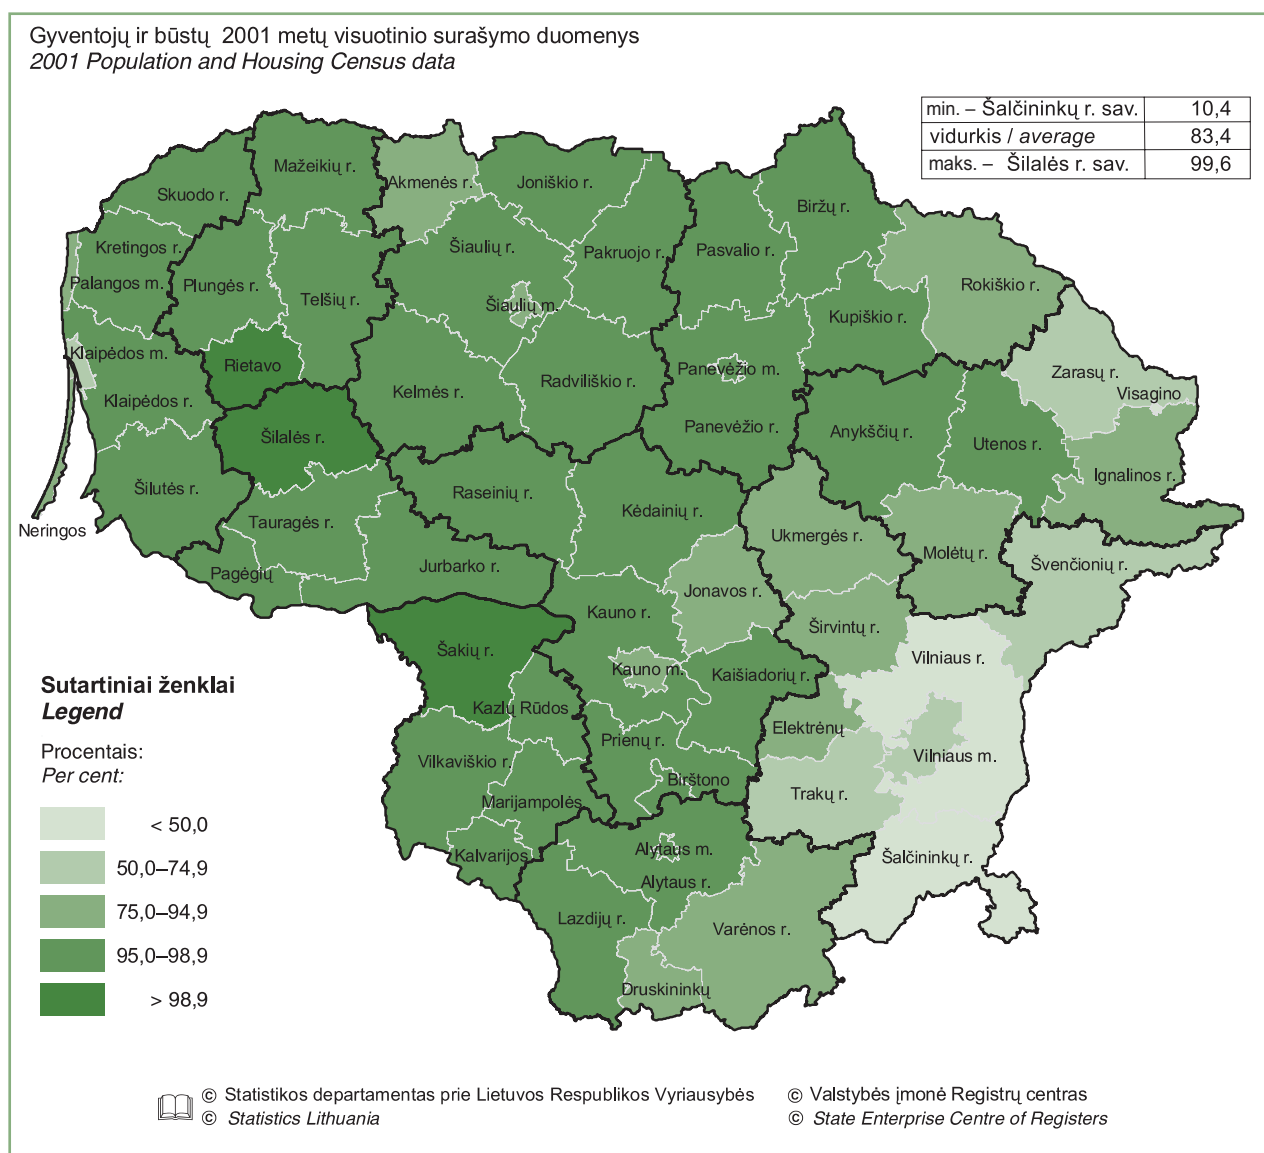 Gyventojų ir būstų 2001 metų visuotinio surašymo duomenys
2001 Population and Housing Census data
min. – Šalčininkų r. sav. 10,4
vidurkis / average 83,4
maks. – Šilalės r. sav. 99,6
Mažeikių r.
Akmenės r.
Joniškio r.
Skuodo r.
Biržų r.
Kretingos r.
Šiaulių r.
Pakruojo r.
Pasvalio r.
Palangos m.
Plungės r.
Telšių r.
Šiaulių m.
Rokiškio r.
Kupiškio r.
Klaipėdos m.
Rietavo
Panevėžio m.
Zarasų r.
Radviliškio r.
Kelmės r.
Visagino
Klaipėdos r.
Šilalės r.
Panevėžio r.
Anykščių r.
Utenos r.
Ignalinos r.
Šilutės r.
Raseinių r.
Kėdainių r.
Tauragės r.
Neringos
Ukmergės r.
Molėtų r.
Švenčionių r.
Pagėgių
Jurbarko r.
Jonavos r.
Kauno r.
Širvintų r.
Šakių r.
Vilniaus r.
Kauno m.
Kaišiadorių r.
Kazlų Rūdos
Elektrėnų
Prienų r.
Vilniaus m.
Vilkaviškio r.
Birštono
Trakų r.
Marijampolės
Kalvarijos
Alytaus m.
Šalčininkų r.
Alytaus r.
Lazdijų r.
Varėnos r.
Druskininkų
Sutartiniai ženklai
Legend
Procentais:
Per cent:
< 50,0
50,0–74,9
75,0–94,9
95,0–98,9
> 98,9
© Statistikos departamentas prie Lietuvos Respublikos Vyriausybės
© Statistics Lithuania
© Valstybės įmonė Registrų centras
© State Enterprise Centre of Registers